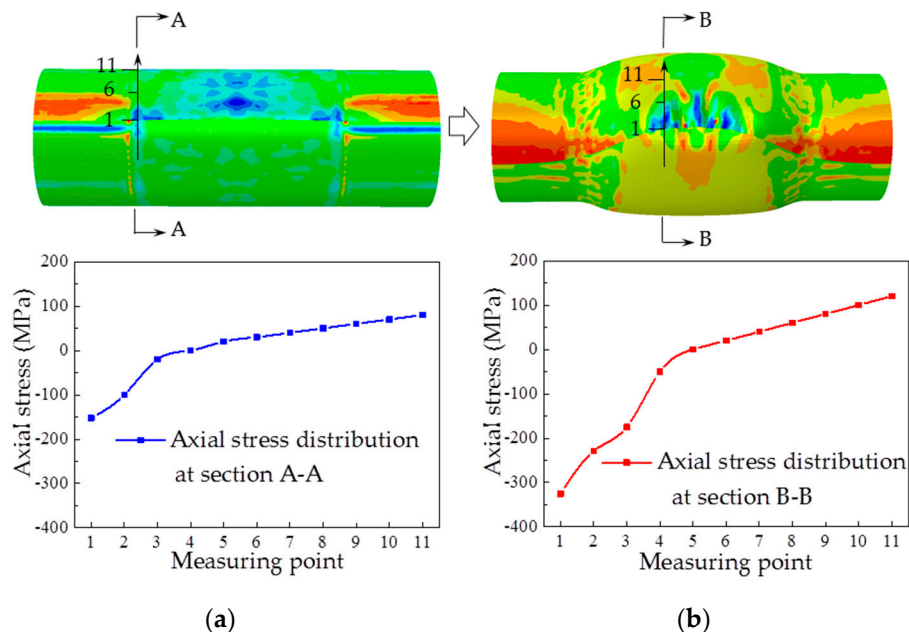 A
11
6
1
A
B
11
6
1
B
200
100
0
-100
-200
-300
-400
Axial stress (MPa)
Axial stress distribution
at section A-A
1 2 3 4 5 6 7 8 9 10 11
Measuring point
(a)
200
100
0
-100
-200
-300
-400
Axial stress (MPa)
Axial stress distribution
at section B-B
1 2 3 4 5 6 7 8 9 10 11
Measuring point
(b)